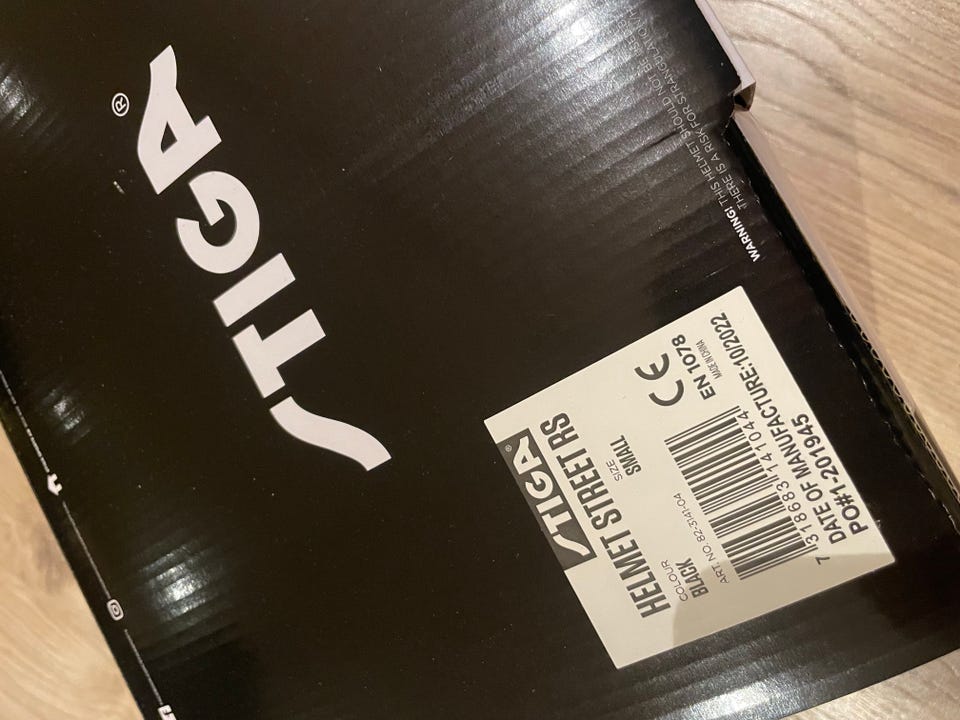 STIGA®
WARNING! THIS HELMET SHOULD NOT BE
THERE IS A RISK FOR
STIGA®
HELMET STREET RS
COLOUR SIZE
BLACK SMALL
ART NO. 82-3141-04
CE
EN 1078
MADE IN CHINA
7 318683 141044
DATE OF MANUFACTURE:10/2022
PO#1-201945